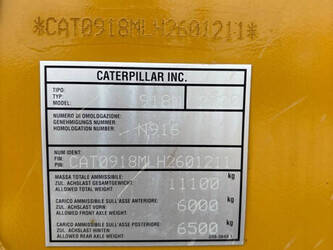 *CAT0918MLH2601211*
CATERPILLAR INC.
TIPO:
TYP:
MODEL: 918M
NUMERO DI OMOLOGAZIONE:
GENEHMIGUNGS NUMMER:
HOMOLOGATION NUMBER: N916
NUM IDENT:
FIN:
PIN: CAT0918MLH2601211
MASSA TOTALE AMMISSIBILE:
ZUL. ACHSLAST GESAMTGEWICHT: kg
ALLOWED TOTAL WEIGHT: 11100
CARICO AMMISSIBILE SULL'ASSE ANTERIORE:
ZUL. ACHSLAST VORN kg
ALLOWED FRONT AXLE WEIGHT: 6000
CARICO AMMISSIBILE SULL'ASSE POSTERIORE:
ZUL. ACHSLAST HINTEN kg
ALLOWED REAR AXLE WEIGHT: 6500